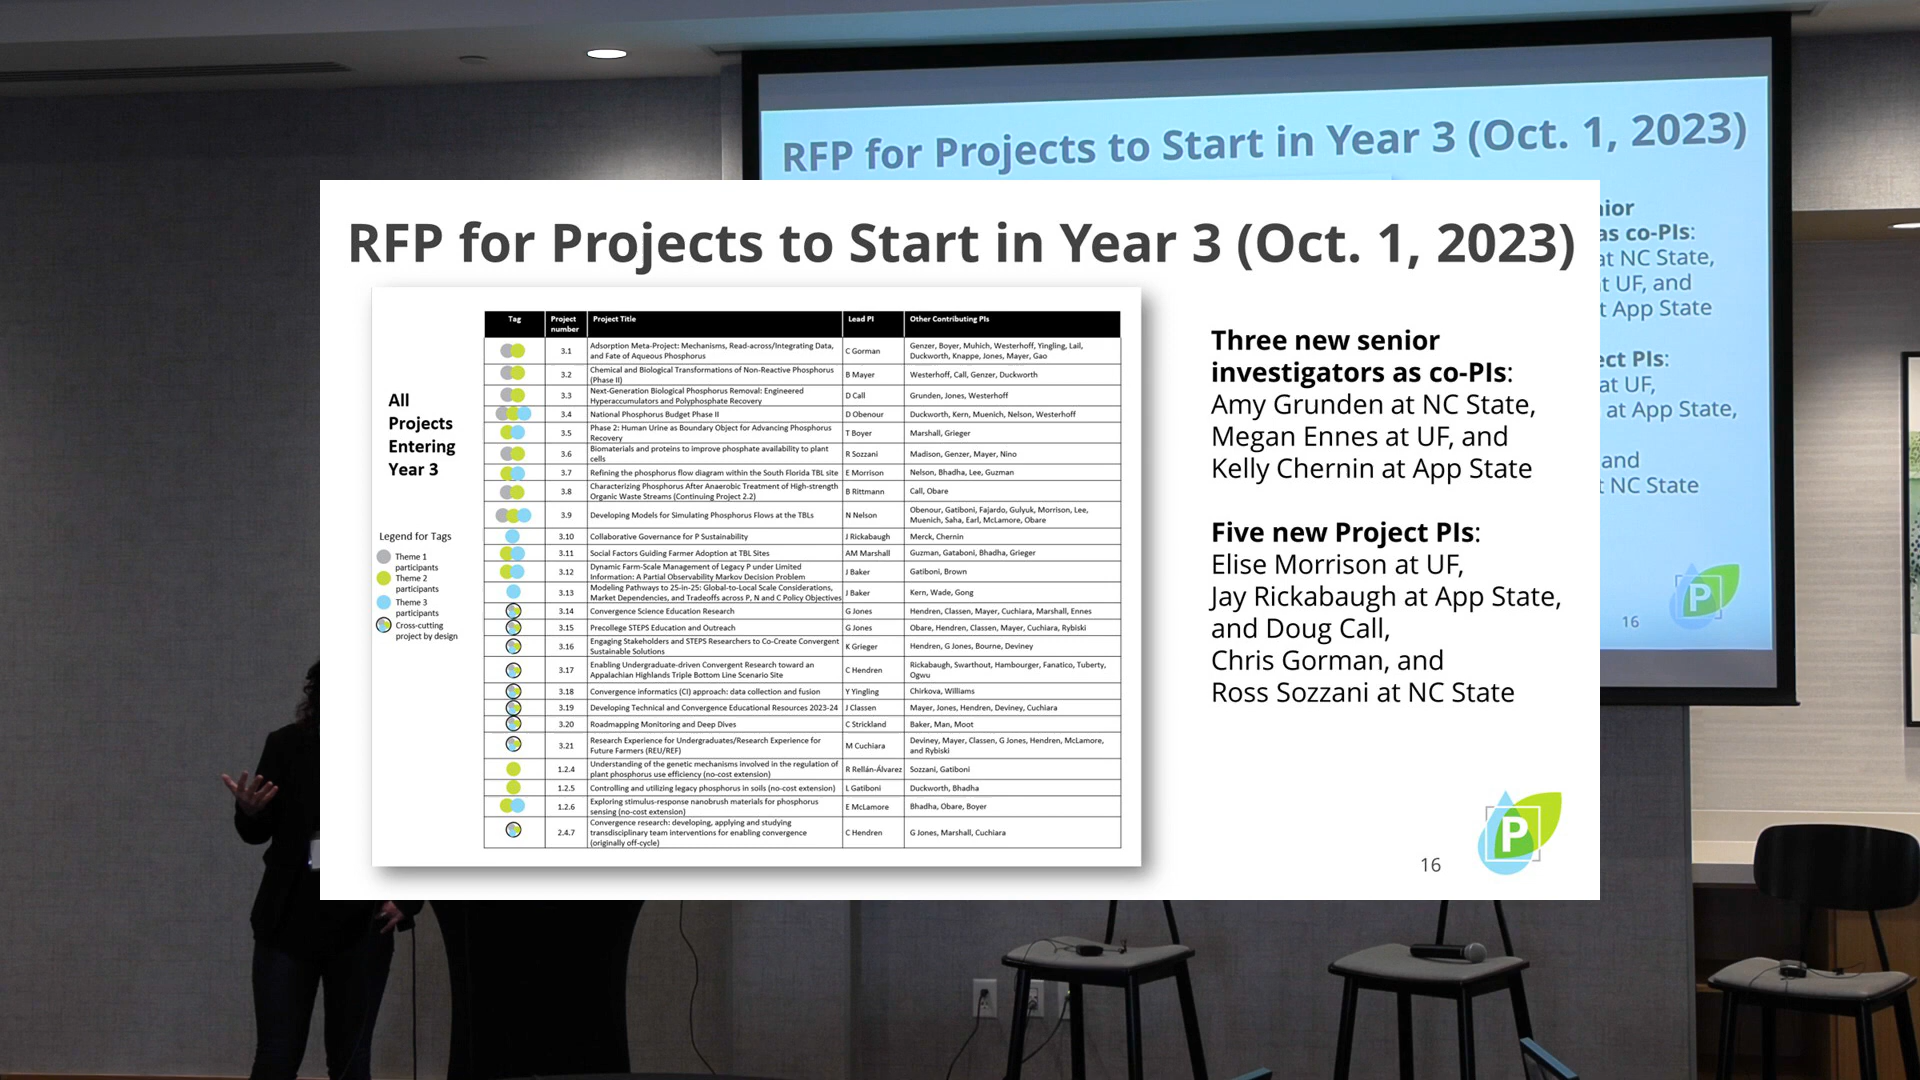 RFP for Projects to Start in Year 3 (Oct. 1, 2023)
nior
as co-PIs:
at NC State,
t UF, and
t App State
ect PIs:
at UF,
at App State,
and
t NC State
16
P
RFP for Projects to Start in Year 3 (Oct. 1, 2023)
All
Projects
Entering
Year 3
Legend for Tags
Theme 1
participants
Theme 2
participants
Theme 3
participants
Cross-cutting
project by design
Tag Project number Project Title Lead PI Other Contributing PIs
3.1 Adsorption Meta-Project: Mechanisms, Read-across/Integrating Data, and Fate of Aqueous Phosphorus C Gorman Genzer, Boyer, Muhich, Westerhoff, Yingling, Lail, Duckworth, Knappe, Jones, Mayer, Gao
3.2 Chemical and Biological Transformations of Non-Reactive Phosphorus (Phase II) B Mayer Westerhoff, Call, Genzer, Duckworth
3.3 Next-Generation Biological Phosphorus Removal: Engineered Hyperaccumulators and Polyphosphate Recovery D Call Grunden, Jones, Westerhoff
3.4 National Phosphorus Budget Phase II D Obenour Duckworth, Kern, Muenich, Nelson, Westerhoff
3.5 Phase 2: Human Urine as Boundary Object for Advancing Phosphorus Recovery T Boyer Marshall, Grieger
3.6 Biomaterials and proteins to improve phosphate availability to plant cells R Sozzani Madison, Genzer, Mayer, Nino
3.7 Refining the phosphorus flow diagram within the South Florida TBL site E Morrison Nelson, Bhadha, Lee, Guzman
3.8 Characterizing Phosphorus After Anaerobic Treatment of High-strength Organic Waste Streams (Continuing Project 2.2) B Rittmann Call, Obare
3.9 Developing Models for Simulating Phosphorus Flows at the TBLs N Nelson Obenour, Gatiboni, Fajardo, Gulyuk, Morrison, Lee, Muenich, Saha, Earl, McLamore, Obare
3.10 Collaborative Governance for P Sustainability J Rickabaugh Merck, Chernin
3.11 Social Factors Guiding Farmer Adoption at TBL Sites AM Marshall Guzman, Gataboni, Bhadha, Grieger
3.12 Dynamic Farm-Scale Management of Legacy P under Limited Information: A Partial Observability Markov Decision Problem J Baker Gatiboni, Brown
3.13 Modeling Pathways to 25-in-25: Global-to-Local Scale Considerations, Market Dependencies, and Tradeoffs across P, N and C Policy Objectives J Baker Kern, Wade, Gong
3.14 Convergence Science Education Research G Jones Hendren, Classen, Mayer, Cuchiara, Marshall, Ennes
3.15 Precollege STEPS Education and Outreach G Jones Obare, Hendren, Classen, Mayer, Cuchiara, Rybiski
3.16 Engaging Stakeholders and STEPS Researchers to Co-Create Convergent Sustainable Solutions K Grieger Hendren, G Jones, Bourne, Deviney
3.17 Enabling Undergraduate-driven Convergent Research toward an Appalachian Highlands Triple Bottom Line Scenario Site C Hendren Rickabaugh, Swarthout, Hambourger, Fanatico, Tuberty, Ogwu
3.18 Convergence informatics (CI) approach: data collection and fusion Y Yingling Chirkova, Williams
3.19 Developing Technical and Convergence Educational Resources 2023-24 J Classen Mayer, Jones, Hendren, Deviney, Cuchiara
3.20 Roadmapping Monitoring and Deep Dives C Strickland Baker, Man, Moot
3.21 Research Experience for Undergraduates/Research Experience for Future Farmers (REU/REF) M Cuchiara Deviney, Mayer, Classen, G Jones, Hendren, McLamore, and Rybiski
1.2.4 Understanding of the genetic mechanisms involved in the regulation of plant phosphorus use efficiency (no-cost extension) R Rellán-Álvarez Sozzani, Gatiboni
1.2.5 Controlling and utilizing legacy phosphorus in soils (no-cost extension) L Gatiboni Duckworth, Bhadha
1.2.6 Exploring stimulus-response nanobrush materials for phosphorus sensing (no-cost extension) E McLamore Bhadha, Obare, Boyer
2.4.7 Convergence research: developing, applying and studying transdisciplinary team interventions for enabling convergence (originally off-cycle) C Hendren G Jones, Marshall, Cuchiara
Three new senior
investigators as co-PIs:
Amy Grunden at NC State,
Megan Ennes at UF, and
Kelly Chernin at App State
Five new Project PIs:
Elise Morrison at UF,
Jay Rickabaugh at App State,
and Doug Call,
Chris Gorman, and
Ross Sozzani at NC State
16
P